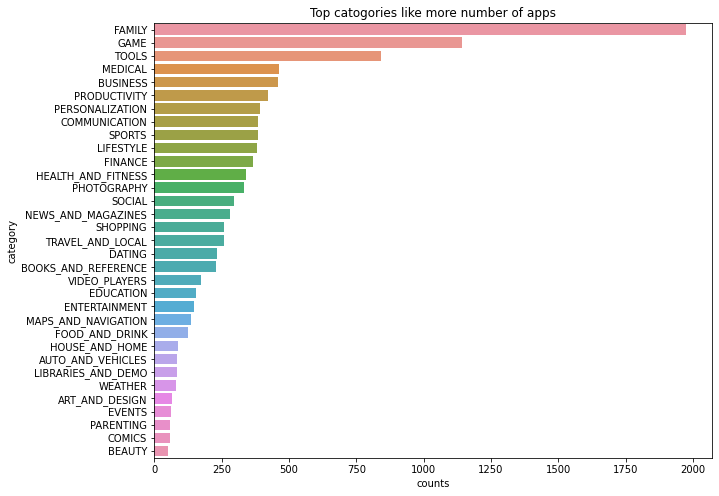 Top catogories like more number of apps
FAMILY
GAME
TOOLS
MEDICAL
BUSINESS
PRODUCTIVITY
PERSONALIZATION
COMMUNICATION
SPORTS
LIFESTYLE
FINANCE
HEALTH_AND_FITNESS
PHOTOGRAPHY
SOCIAL
NEWS_AND_MAGAZINES
SHOPPING
TRAVEL_AND_LOCAL
DATING
BOOKS_AND_REFERENCE
VIDEO_PLAYERS
EDUCATION
ENTERTAINMENT
MAPS_AND_NAVIGATION
FOOD_AND_DRINK
HOUSE_AND_HOME
AUTO_AND_VEHICLES
LIBRARIES_AND_DEMO
WEATHER
ART_AND_DESIGN
EVENTS
PARENTING
COMICS
BEAUTY
category
0 250 500 750 1000 1250 1500 1750 2000
counts